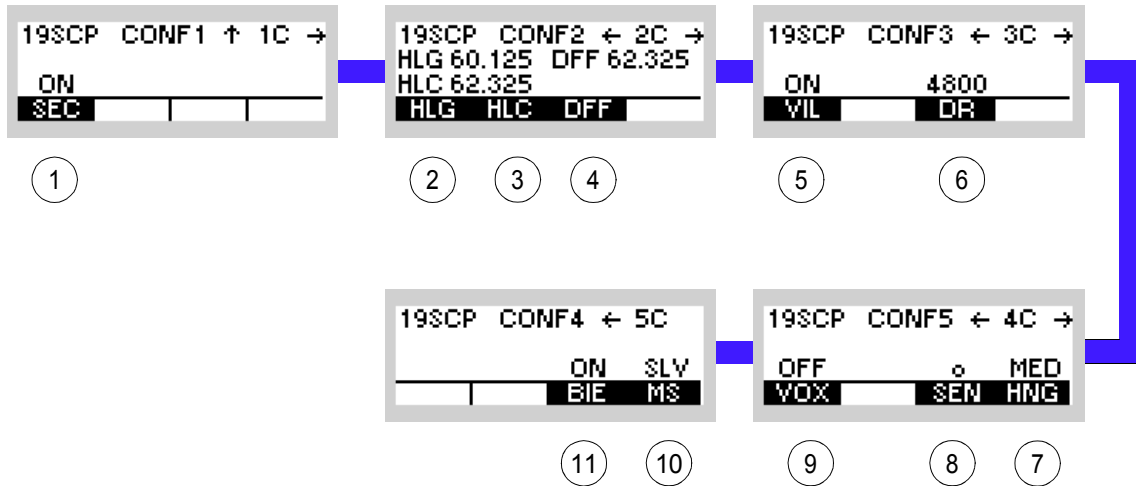 19SCP CONF1 ↑ 1C →
ON
SEC
1
19SCP CONF2 ← 2C →
HLG 60.125 DFF 62.325
HLC 62.325
HLG HLC DFF
2 3 4
19SCP CONF3 ← 3C →
ON 4800
VIL DR
5 6
19SCP CONF4 ← 5C
ON SLV
BIE MS
11 10
19SCP CONF5 ← 4C →
OFF o MED
VOX SEN HNG
9 8 7